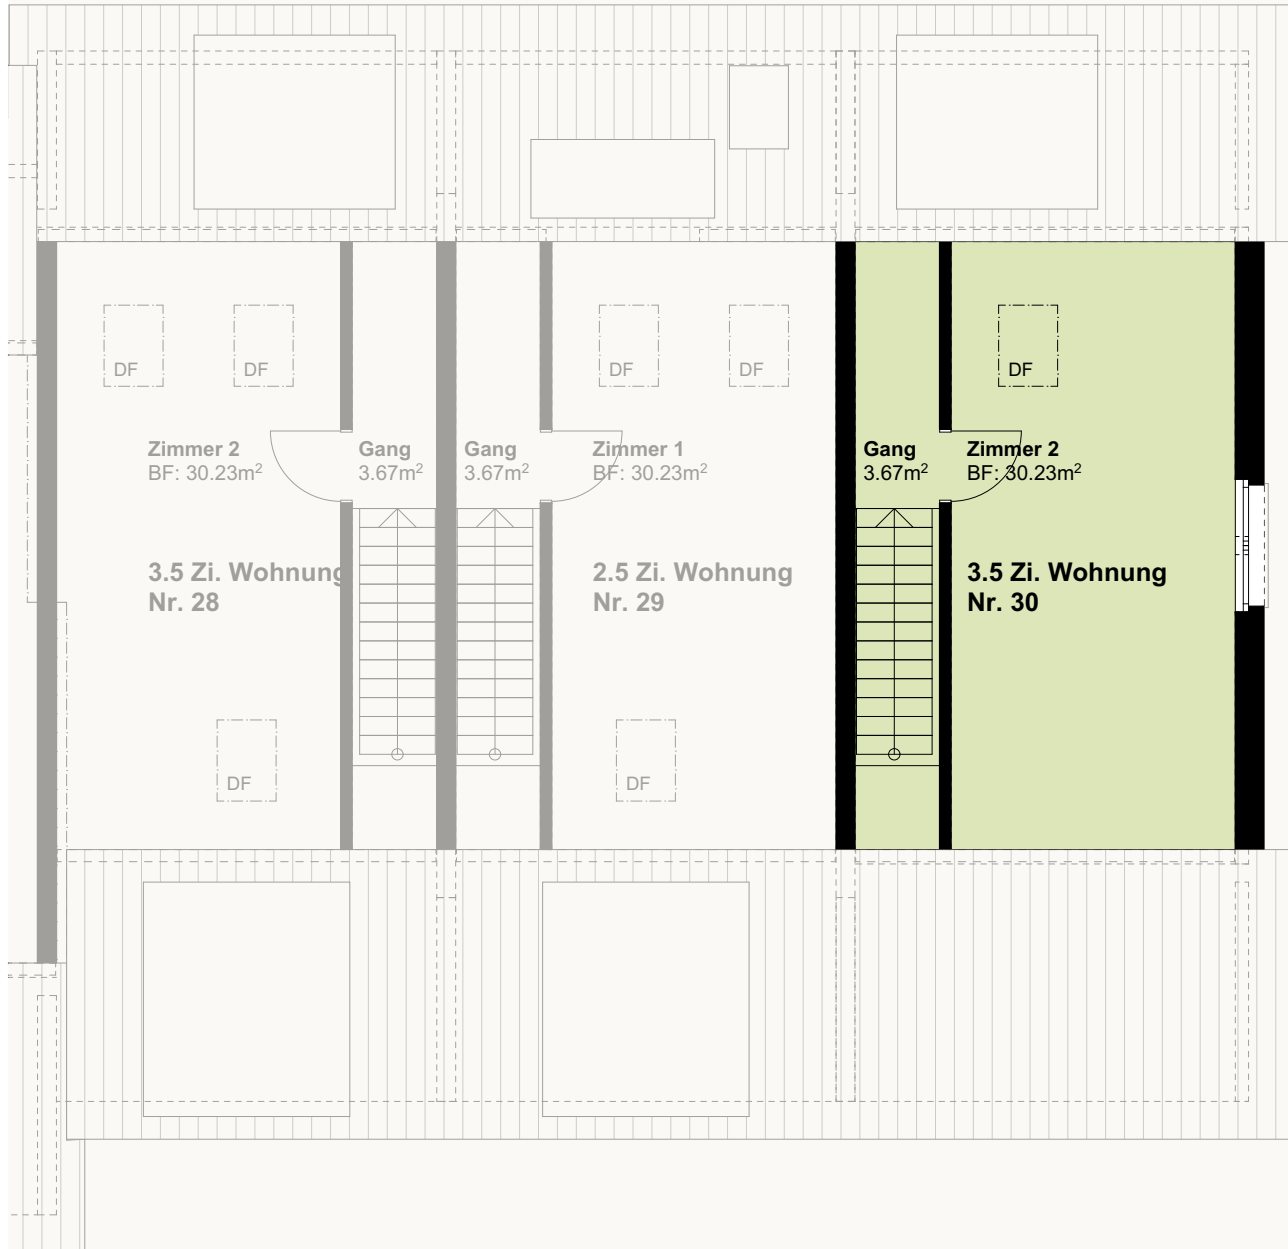 DF
DF
DF
DF
DF
Zimmer 2
BF: 30.23m²
Gang
3.67m²
Gang
3.67m²
Zimmer 1
BF: 30.23m²
Gang
3.67m²
Zimmer 2
BF: 30.23m²
3.5 Zi. Wohnung
Nr. 28
2.5 Zi. Wohnung
Nr. 29
3.5 Zi. Wohnung
Nr. 30
DF
DF